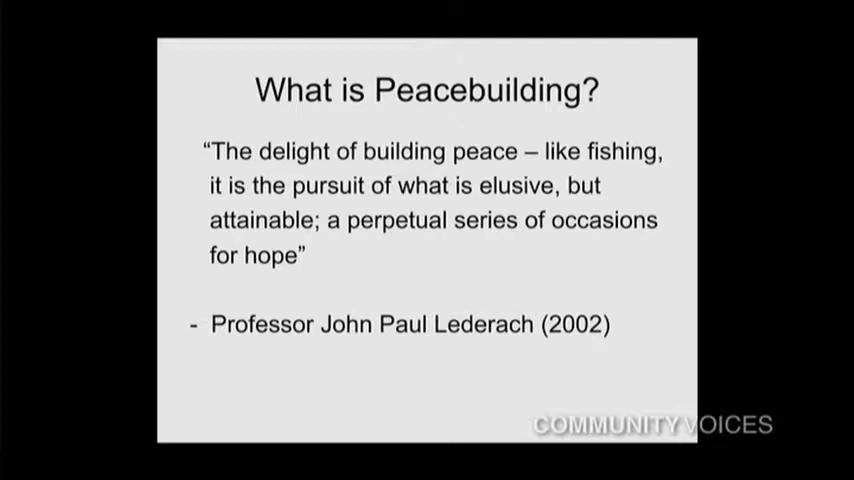 What is Peacebuilding?
“The delight of building peace – like fishing,
it is the pursuit of what is elusive, but
attainable; a perpetual series of occasions
for hope”
- Professor John Paul Lederach (2002)
COMMUNITY VOICES